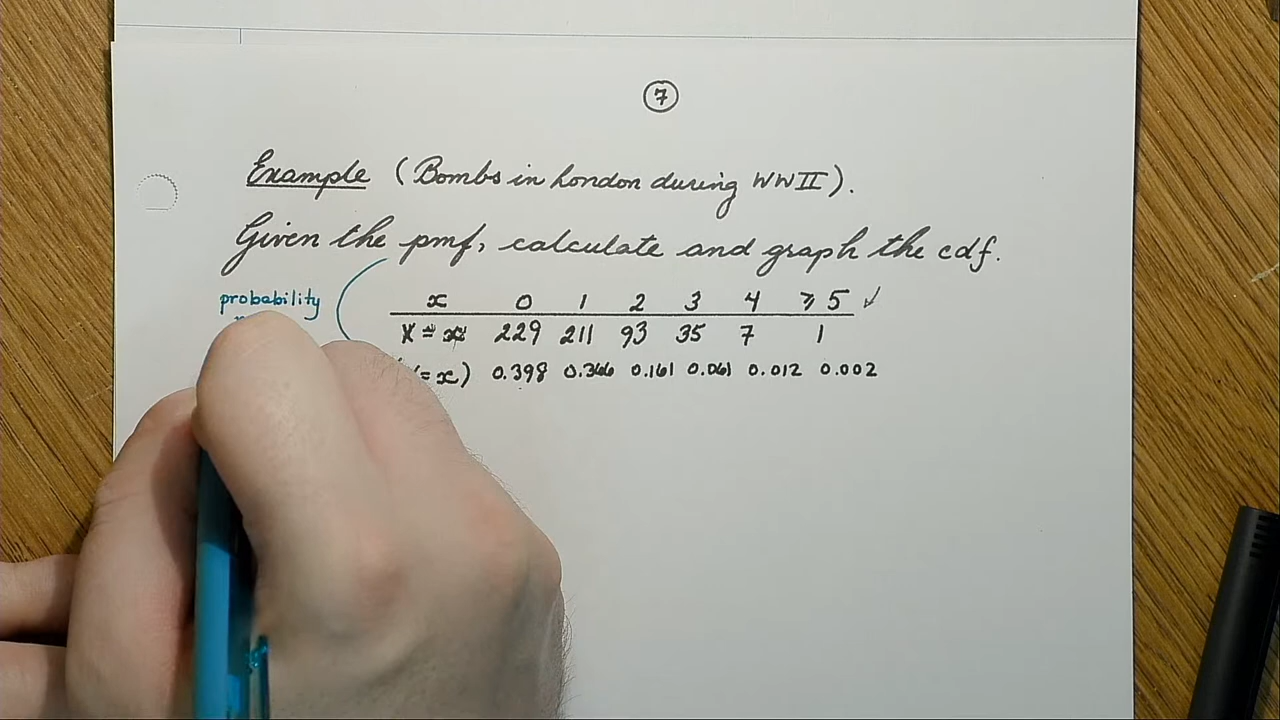 7
Example (Bombs in London during WWII).
Given the pmf, calculate and graph the cdf.
probability
x 0 1 2 3 4 ⩾ 5 ✓
X = x 229 211 93 35 7 1
= x) 0.398 0.366 0.161 0.061 0.012 0.002